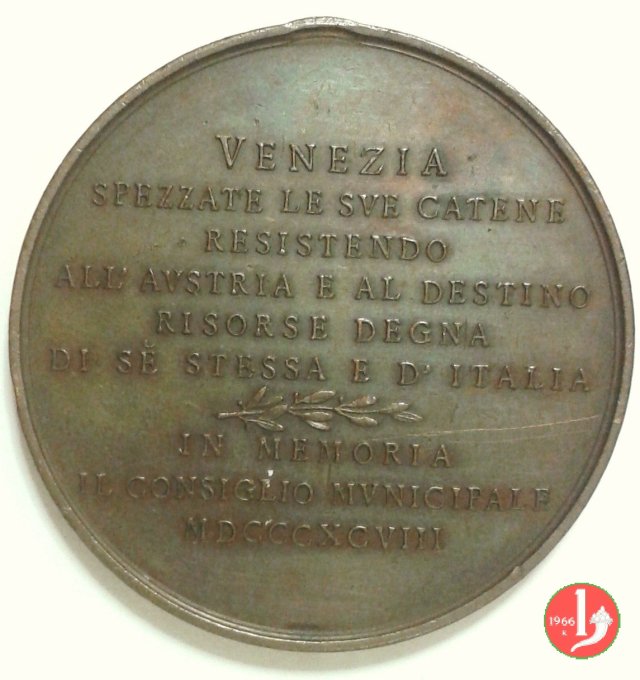 VENEZIA
SPEZZATE LE SVE CATENE
RESISTENDO
ALL' AVSTRIA E AL DESTINO
RISORSE DEGNA
DI SÈ STESSA E D' ITALIA
IN MEMORIA
IL CONSIGLIO MVNICIPALE
MDCCCXCVIII
1966
K